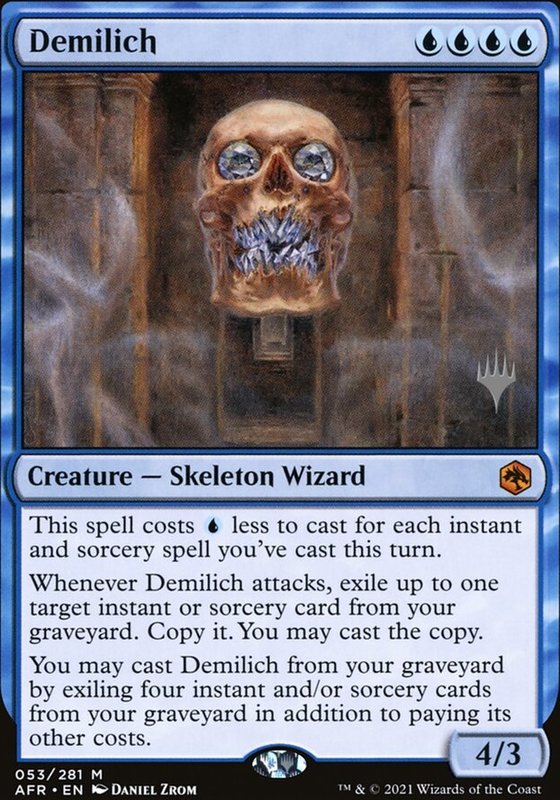 Demilich
Creature — Skeleton Wizard
This spell costs less to cast for each instant
and sorcery spell you've cast this turn.
Whenever Demilich attacks, exile up to one
target instant or sorcery card from your
graveyard. Copy it. You may cast the copy.
You may cast Demilich from your graveyard
by exiling four instant and/or sorcery cards
from your graveyard in addition to paying its
other costs.
4/3
053/281 M
AFR • EN DANIEL ZROM
™ & © 2021 Wizards of the Coast